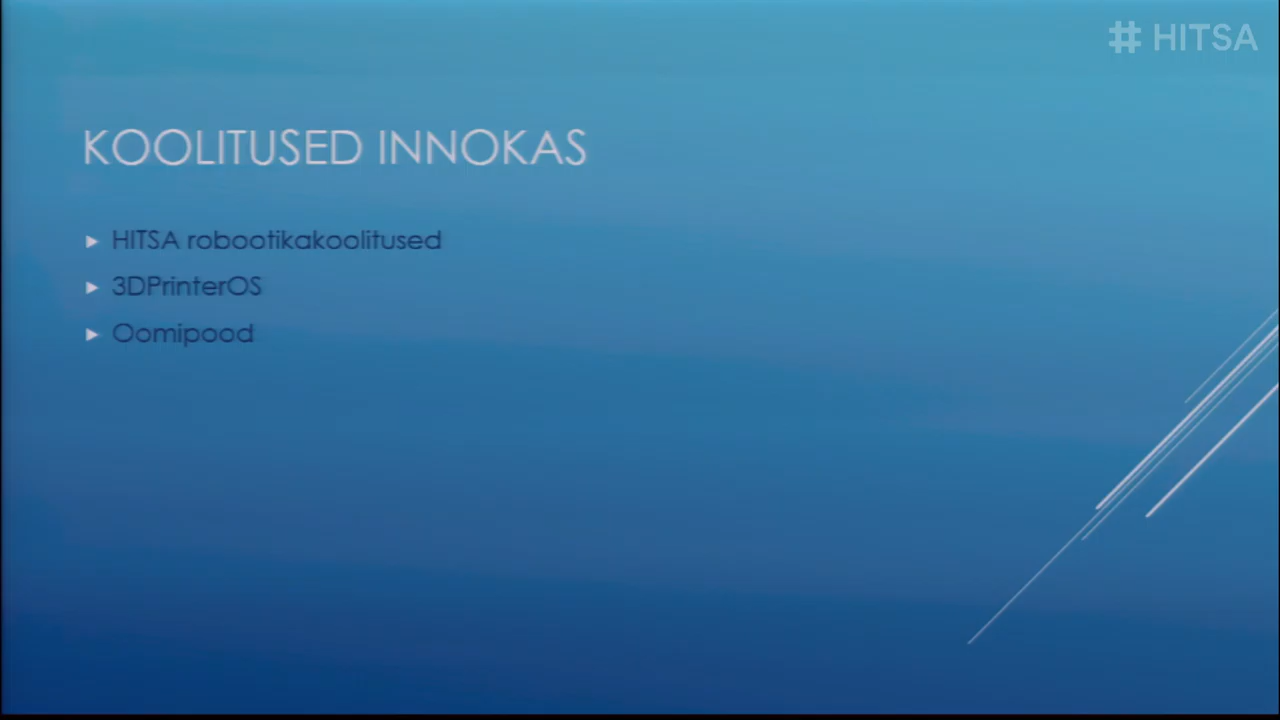 # HITSA
KOOLITUSED INNOKAS
HITSA robootikakoolitused
3DPrinterOS
Oomipood